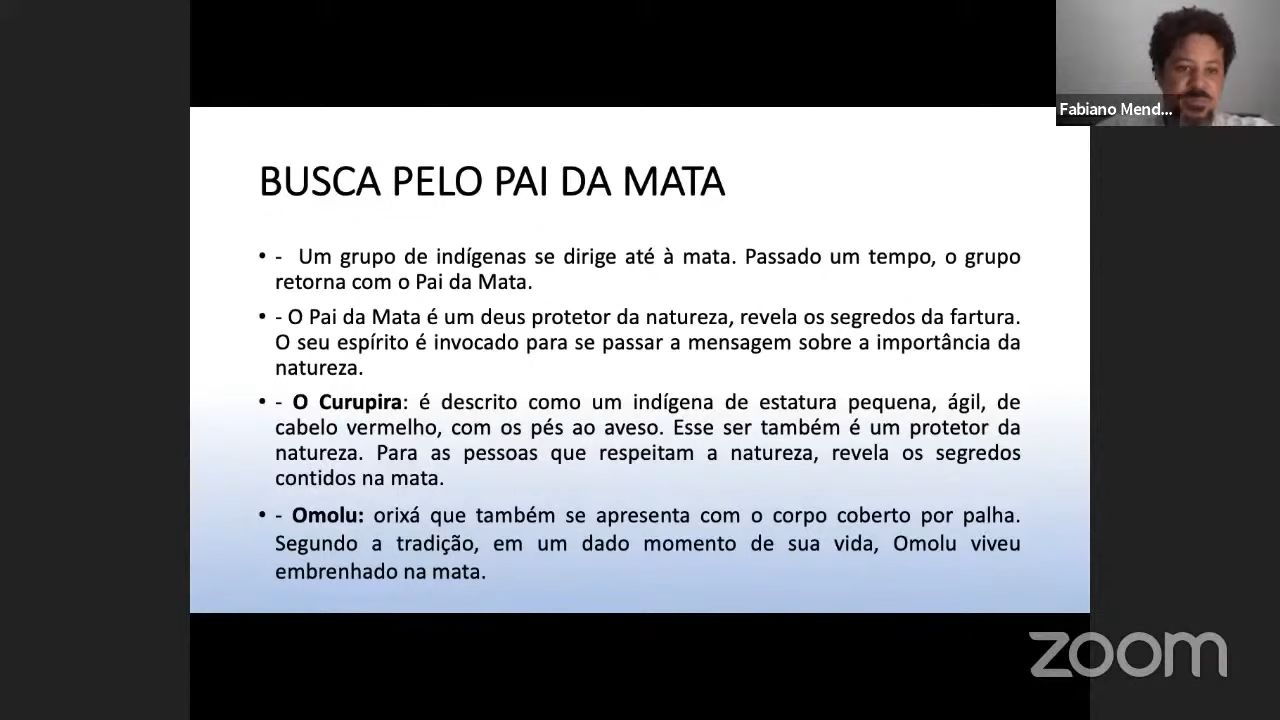 Fabiano Mend...
BUSCA PELO PAI DA MATA
• - Um grupo de indígenas se dirige até à mata. Passado um tempo, o grupo
retorna com o Pai da Mata.
• - O Pai da Mata é um deus protetor da natureza, revela os segredos da fartura.
O seu espírito é invocado para se passar a mensagem sobre a importância da
natureza.
• - O Curupira: é descrito como um indígena de estatura pequena, ágil, de
cabelo vermelho, com os pés ao aveso. Esse ser também é um protetor da
natureza. Para as pessoas que respeitam a natureza, revela os segredos
contidos na mata.
• - Omolu: orixá que também se apresenta com o corpo coberto por palha.
Segundo a tradição, em um dado momento de sua vida, Omolu viveu
embrenhado na mata.
zoom